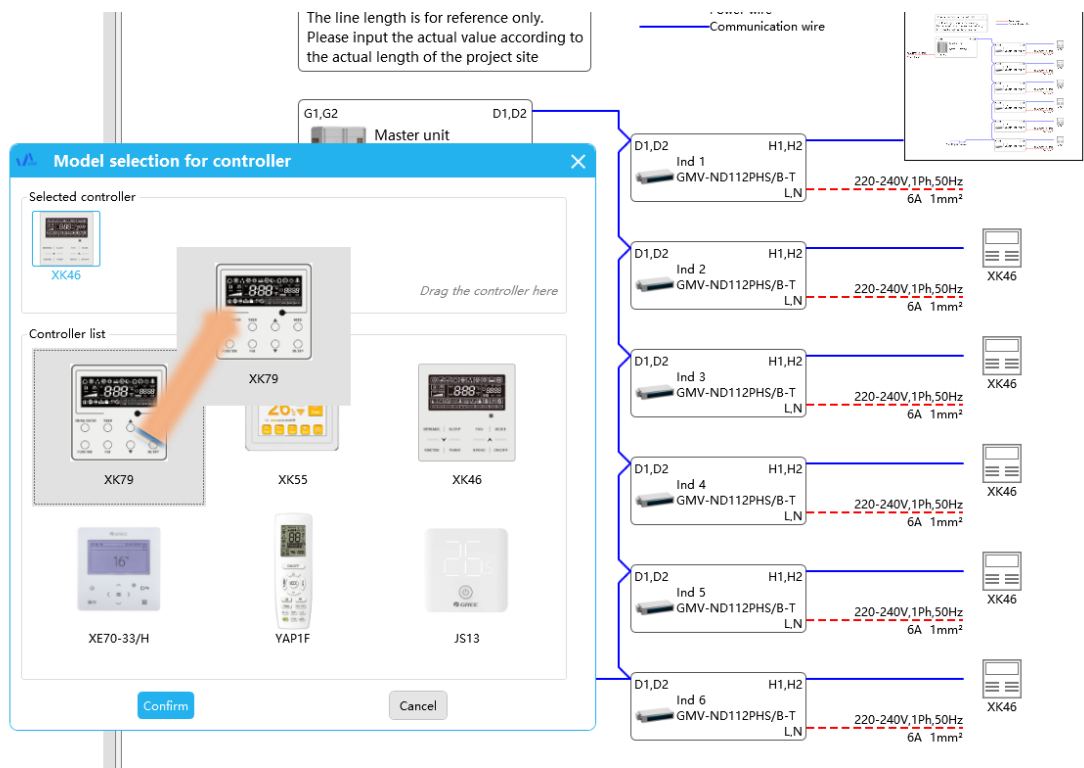 The line length is for reference only.
Please input the actual value according to
the actual length of the project site
Communication wire
G1,G2
D1,D2
Master unit
Model selection for controller
Selected controller
XK46
Drag the controller here
Controller list
XK79
XK79
XK55
XK46
XE70-33/H
YAP1F
JS13
Confirm
Cancel
D1,D2
H1,H2
Ind 1
GMV-ND112PHS/B-T
L,N
220-240V,1Ph,50Hz
6A 1mm²
D1,D2
H1,H2
Ind 2
GMV-ND112PHS/B-T
L,N
220-240V,1Ph,50Hz
6A 1mm²
XK46
D1,D2
H1,H2
Ind 3
GMV-ND112PHS/B-T
L,N
220-240V,1Ph,50Hz
6A 1mm²
XK46
D1,D2
H1,H2
Ind 4
GMV-ND112PHS/B-T
L,N
220-240V,1Ph,50Hz
6A 1mm²
XK46
D1,D2
H1,H2
Ind 5
GMV-ND112PHS/B-T
L,N
220-240V,1Ph,50Hz
6A 1mm²
XK46
D1,D2
H1,H2
Ind 6
GMV-ND112PHS/B-T
L,N
220-240V,1Ph,50Hz
6A 1mm²
XK46